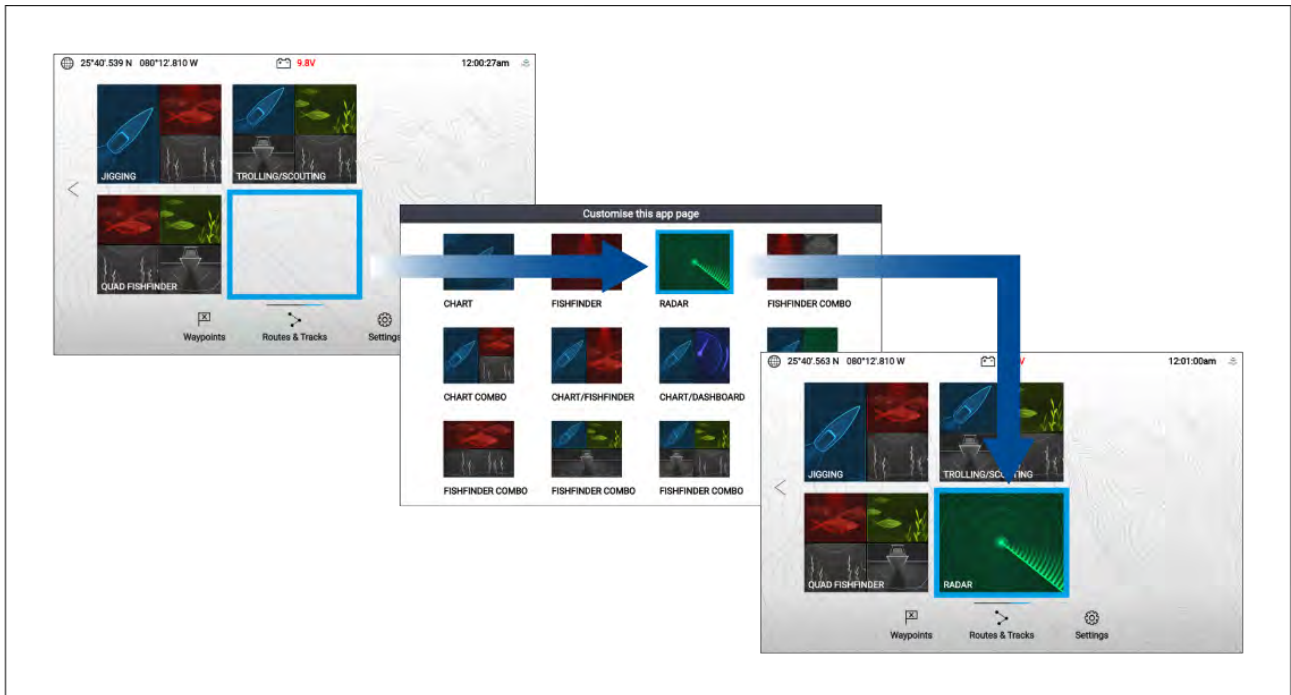 25°40'.539 N 080°12'.810 W 9.8V 12:00:27am
JIGGING TROLLING/SCOUTING
QUAD FISHFINDER
Waypoints Routes & Tracks Settings
Customise this app page
CHART FISHFINDER RADAR FISHFINDER COMBO
CHART COMBO CHART/FISHFINDER CHART/DASHBOARD
FISHFINDER COMBO FISHFINDER COMBO FISHFINDER COMBO
25°40'.563 N 080°12'.810 W V 12:01:00am
JIGGING
QUAD FISHFINDER RADAR
Waypoints Routes & Tracks Settings